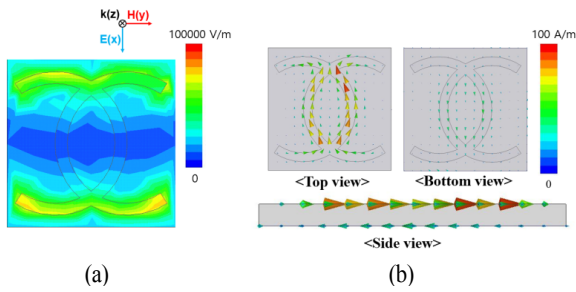 k(z)
H(y)
E(x)
100000 V/m
0
100 A/m
0
<Top view>
<Bottom view>
<Side view>
(a)
(b)